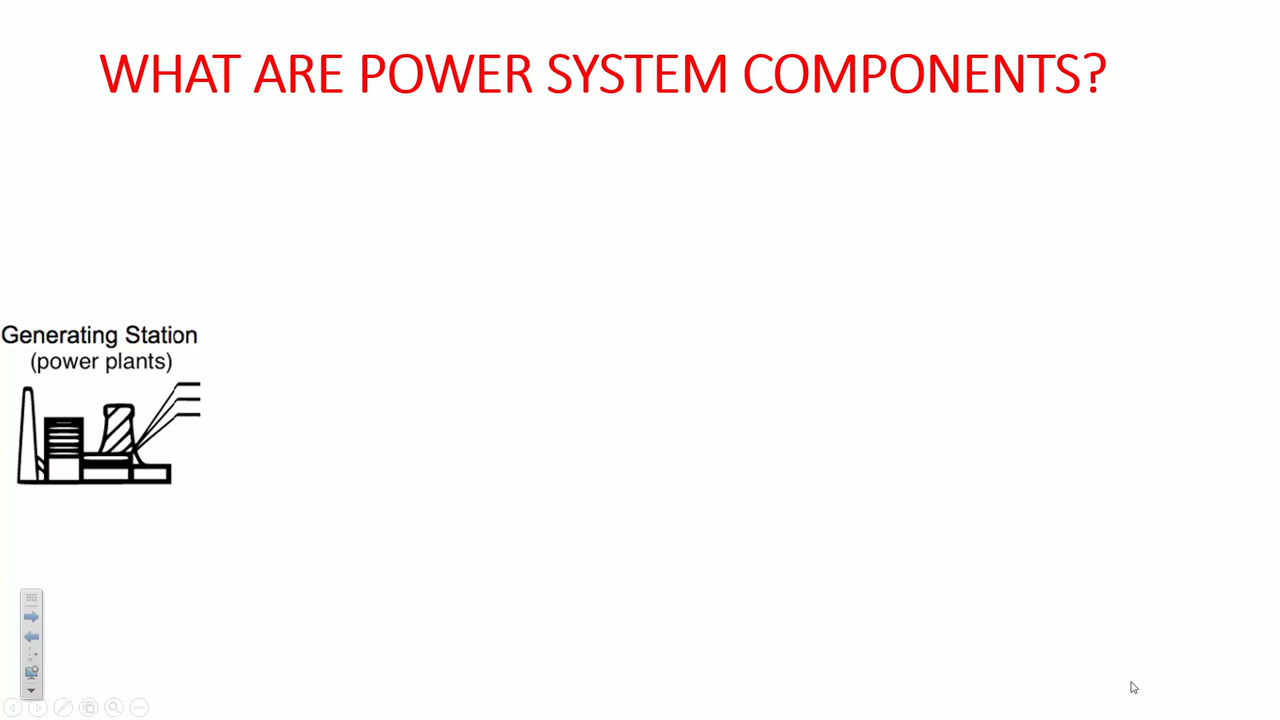 WHAT ARE POWER SYSTEM COMPONENTS?
Generating Station
(power plants)